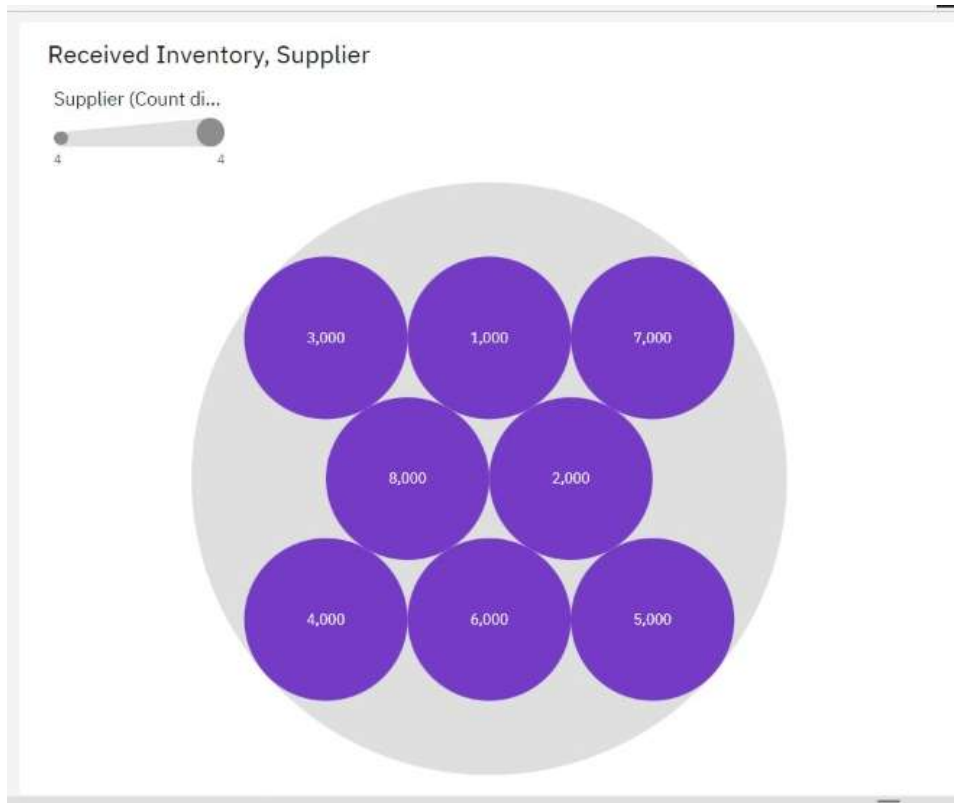 Received Inventory, Supplier
Supplier (Count di...
4 4
3,000 1,000 7,000
8,000 2,000
4,000 6,000 5,000